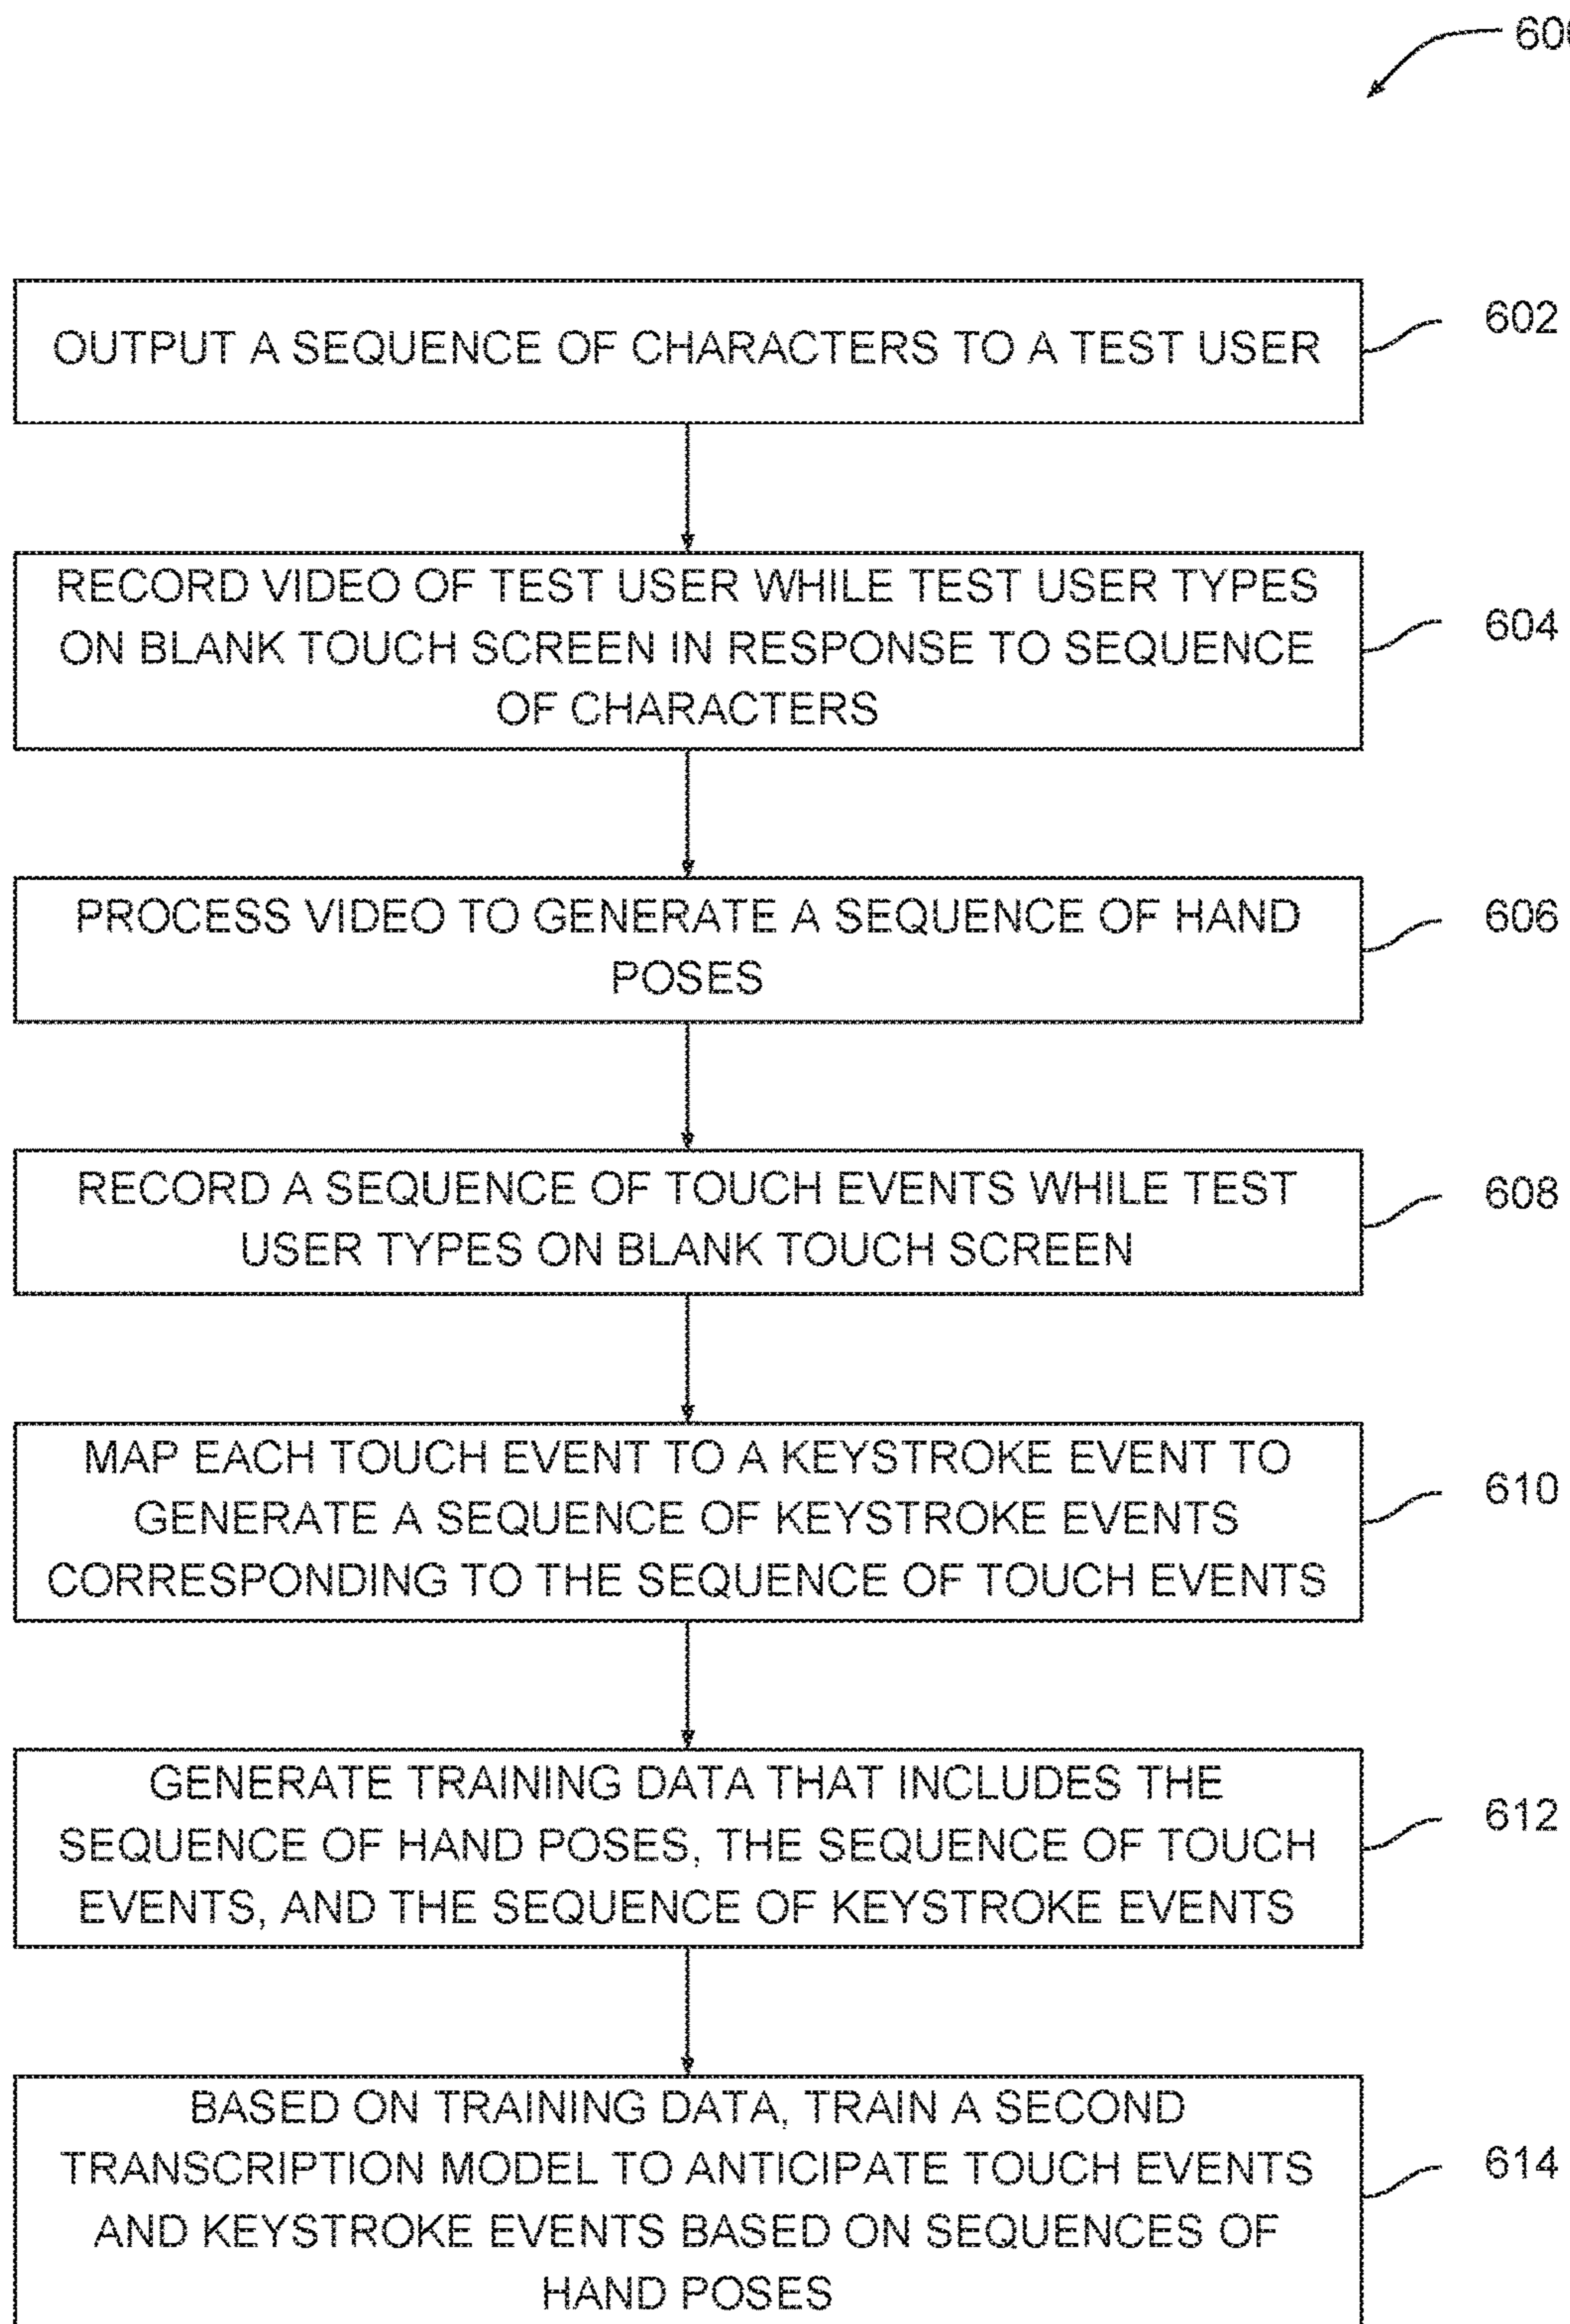 600
OUTPUT A SEQUENCE OF CHARACTERS TO A TEST USER
602
RECORD VIDEO OF TEST USER WHILE TEST USER TYPES
ON BLANK TOUCH SCREEN IN RESPONSE TO SEQUENCE
OF CHARACTERS
604
PROCESS VIDEO TO GENERATE A SEQUENCE OF HAND
POSES
606
RECORD A SEQUENCE OF TOUCH EVENTS WHILE TEST
USER TYPES ON BLANK TOUCH SCREEN
608
MAP EACH TOUCH EVENT TO A KEYSTROKE EVENT TO
GENERATE A SEQUENCE OF KEYSTROKE EVENTS
CORRESPONDING TO THE SEQUENCE OF TOUCH EVENTS
610
GENERATE TRAINING DATA THAT INCLUDES THE
SEQUENCE OF HAND POSES, THE SEQUENCE OF TOUCH
EVENTS, AND THE SEQUENCE OF KEYSTROKE EVENTS
612
BASED ON TRAINING DATA, TRAIN A SECOND
TRANSCRIPTION MODEL TO ANTICIPATE TOUCH EVENTS
AND KEYSTROKE EVENTS BASED ON SEQUENCES OF
HAND POSES
614